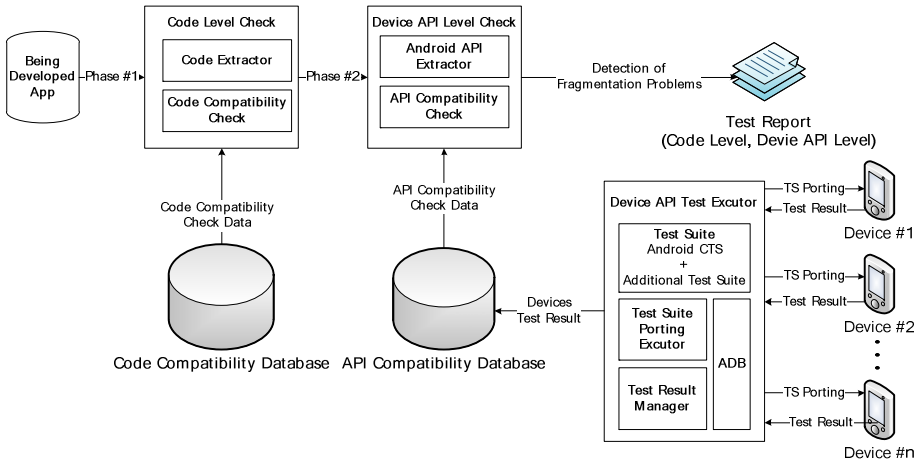 Being
Developed
App
Phase #1
Code Level Check
Code Extractor
Code Compatibility
Check
Phase #2
Device API Level Check
Android API
Extractor
API Compatibility
Check
Detection of
Fragmentation Problems
Test Report
(Code Level, Devie API Level)
Code Compatibility
Check Data
API Compatibility
Check Data
Code Compatibility Database
API Compatibility Database
Devices
Test Result
Device API Test Excutor
Test Suite
Android CTS
+
Additional Test Suite
Test Suite
Porting
Excutor
Test Result
Manager
ADB
TS Porting
Test Result
Device #1
TS Porting
Test Result
Device #2
TS Porting
Test Result
Device #n